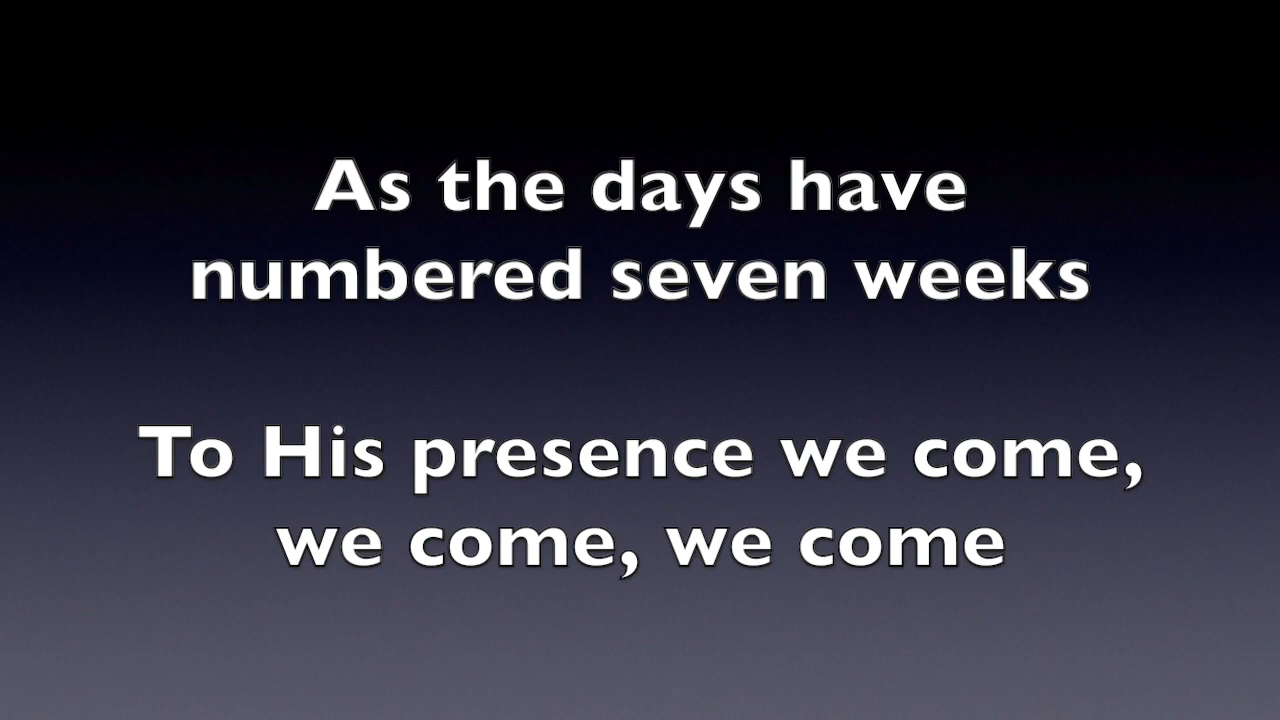 As the days have
numbered seven weeks
To His presence we come,
we come, we come